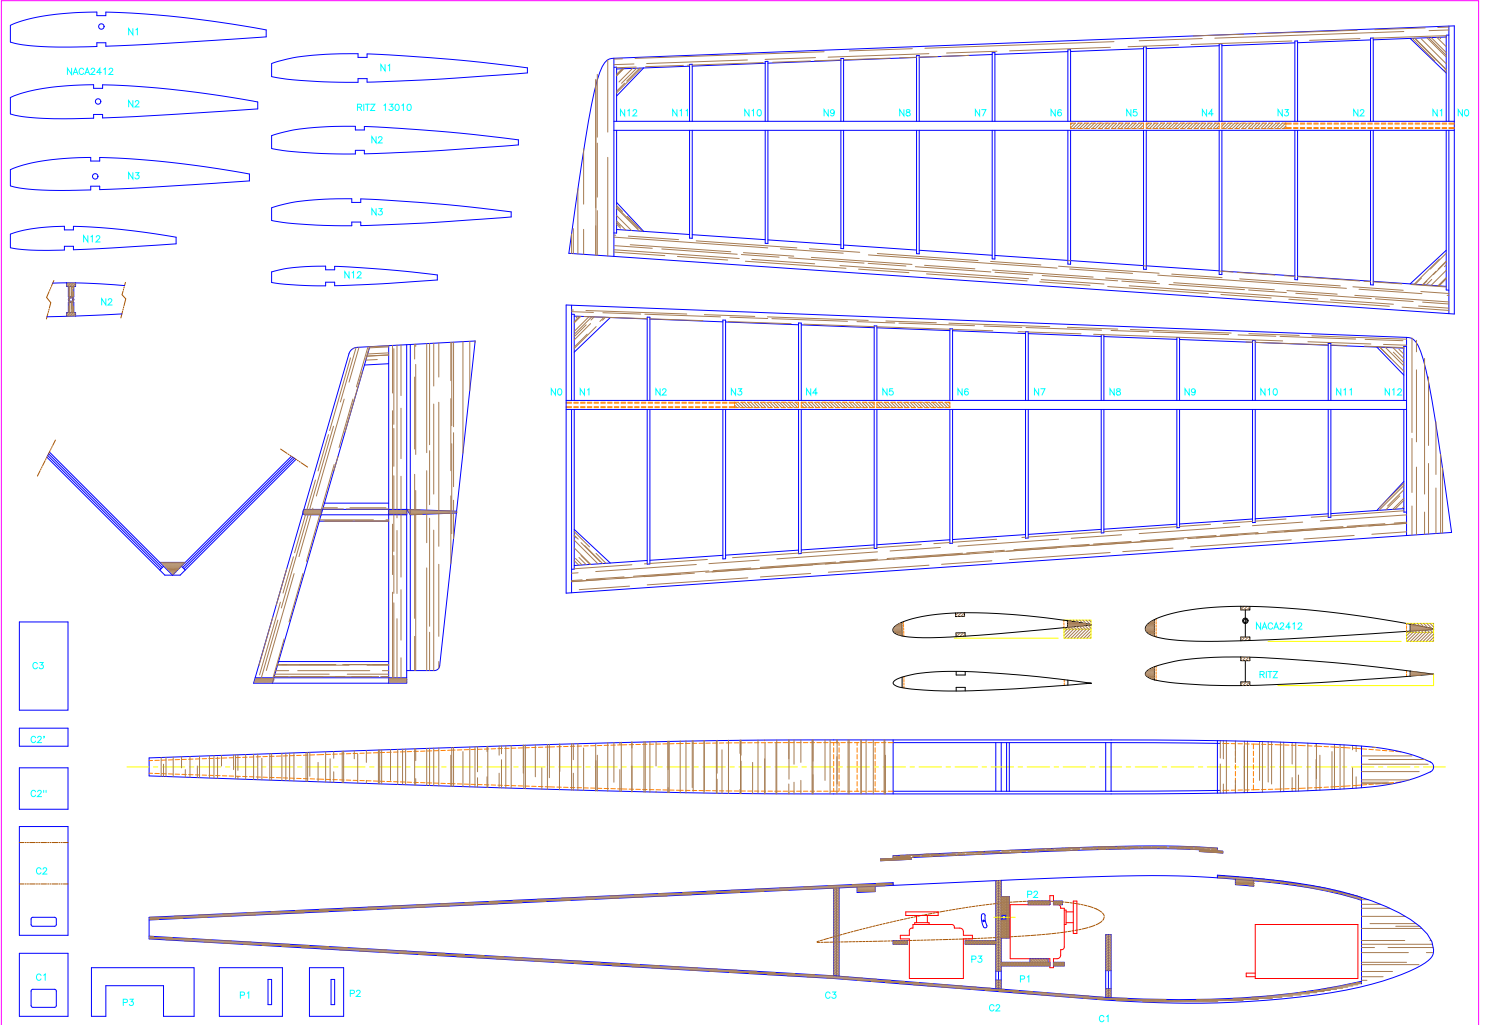 N1
NACA2412
N2
N3
N12
N2
N1
RITZ 13010
N2
N3
N12
N12 N11 N10 N9 N8 N7 N6 N5 N4 N3 N2 N1 N0
N0 N1 N2 N3 N4 N5 N6 N7 N8 N9 N10 N11 N12
NACA2412
RITZ
C3
C2'
C2''
C2
C1
P3
P1
P2
P2
P3
P1
C3
C2
C1